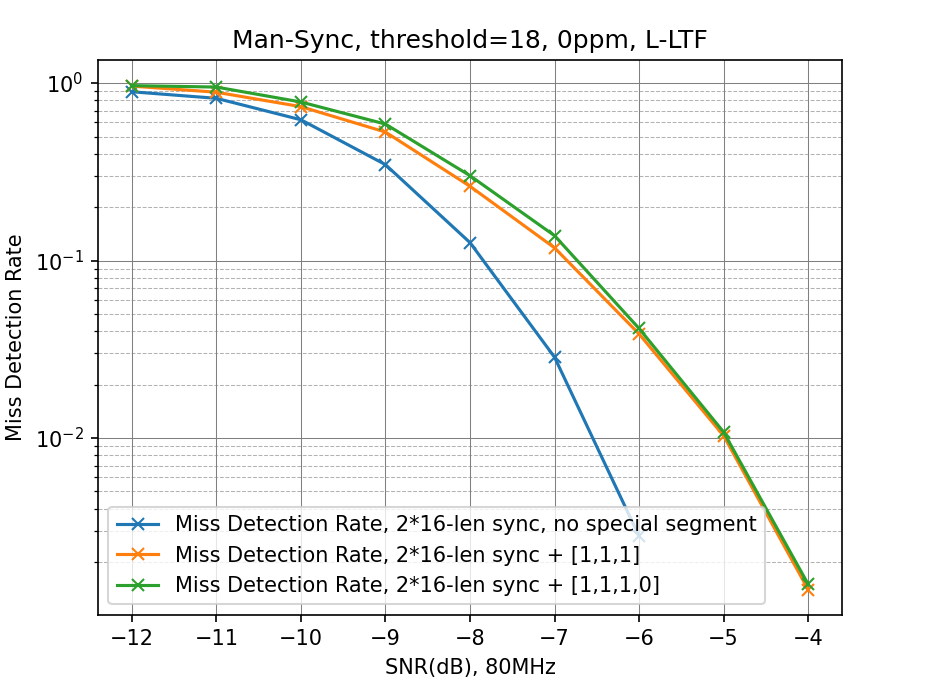 Man-Sync, threshold=18, 0ppm, L-LTF
Miss Detection Rate
10⁰
10⁻¹
10⁻²
Miss Detection Rate, 2*16-len sync, no special segment
Miss Detection Rate, 2*16-len sync + [1,1,1]
Miss Detection Rate, 2*16-len sync + [1,1,1,0]
−12 −11 −10 −9 −8 −7 −6 −5 −4
SNR(dB), 80MHz